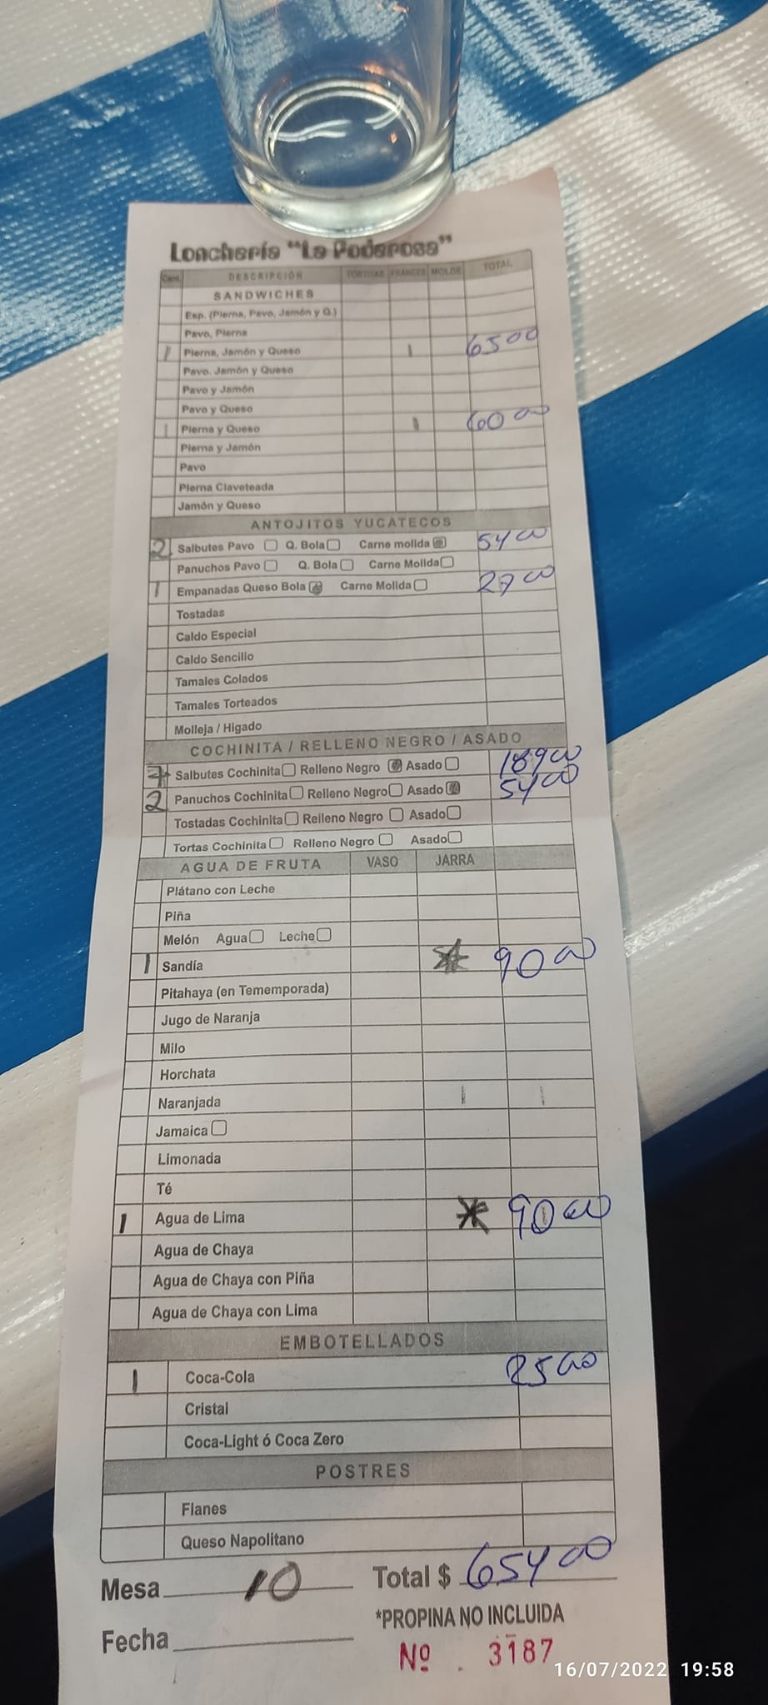 Lonchería "La Poderosa"
Cant. DESCRIPCIÓN TORTUGAS FRANCES MOLDE TOTAL
SANDWICHES
Esp. (Pierna, Pavo, Jamón y Q.)
Pavo, Pierna
1 Pierna, Jamón y Queso 1 6500
Pavo, Jamón y Queso
Pavo y Jamón
Pavo y Queso
1 Pierna y Queso 1 6000
Pierna y Jamón
Pavo
Pierna Claveteada
Jamón y Queso
ANTOJITOS YUCATECOS
2 Salbutes Pavo Q. Bola Carne molida 5400
Panuchos Pavo Q. Bola Carne Molida
1 Empanadas Queso Bola Carne Molida 2700
Tostadas
Caldo Especial
Caldo Sencillo
Tamales Colados
Tamales Torteados
Molleja / Higado
COCHINITA / RELLENO NEGRO / ASADO
7 Salbutes Cochinita Relleno Negro Asado 18900
2 Panuchos Cochinita Relleno Negro Asado 5400
Tostadas Cochinita Relleno Negro Asado
Tortas Cochinita Relleno Negro Asado
AGUA DE FRUTA VASO JARRA
Plátano con Leche
Piña
Melón Agua Leche
1 Sandía * 9000
Pitahaya (en Tememporada)
Jugo de Naranja
Milo
Horchata
Naranjada
Jamaica
Limonada
Té
1 Agua de Lima * 9000
Agua de Chaya
Agua de Chaya con Piña
Agua de Chaya con Lima
EMBOTELLADOS
1 Coca-Cola 2500
Cristal
Coca-Light ó Coca Zero
POSTRES
Flanes
Queso Napolitano
Mesa 10 Total $ 65400
*PROPINA NO INCLUIDA
Fecha
Nº 3187
16/07/2022 19:58